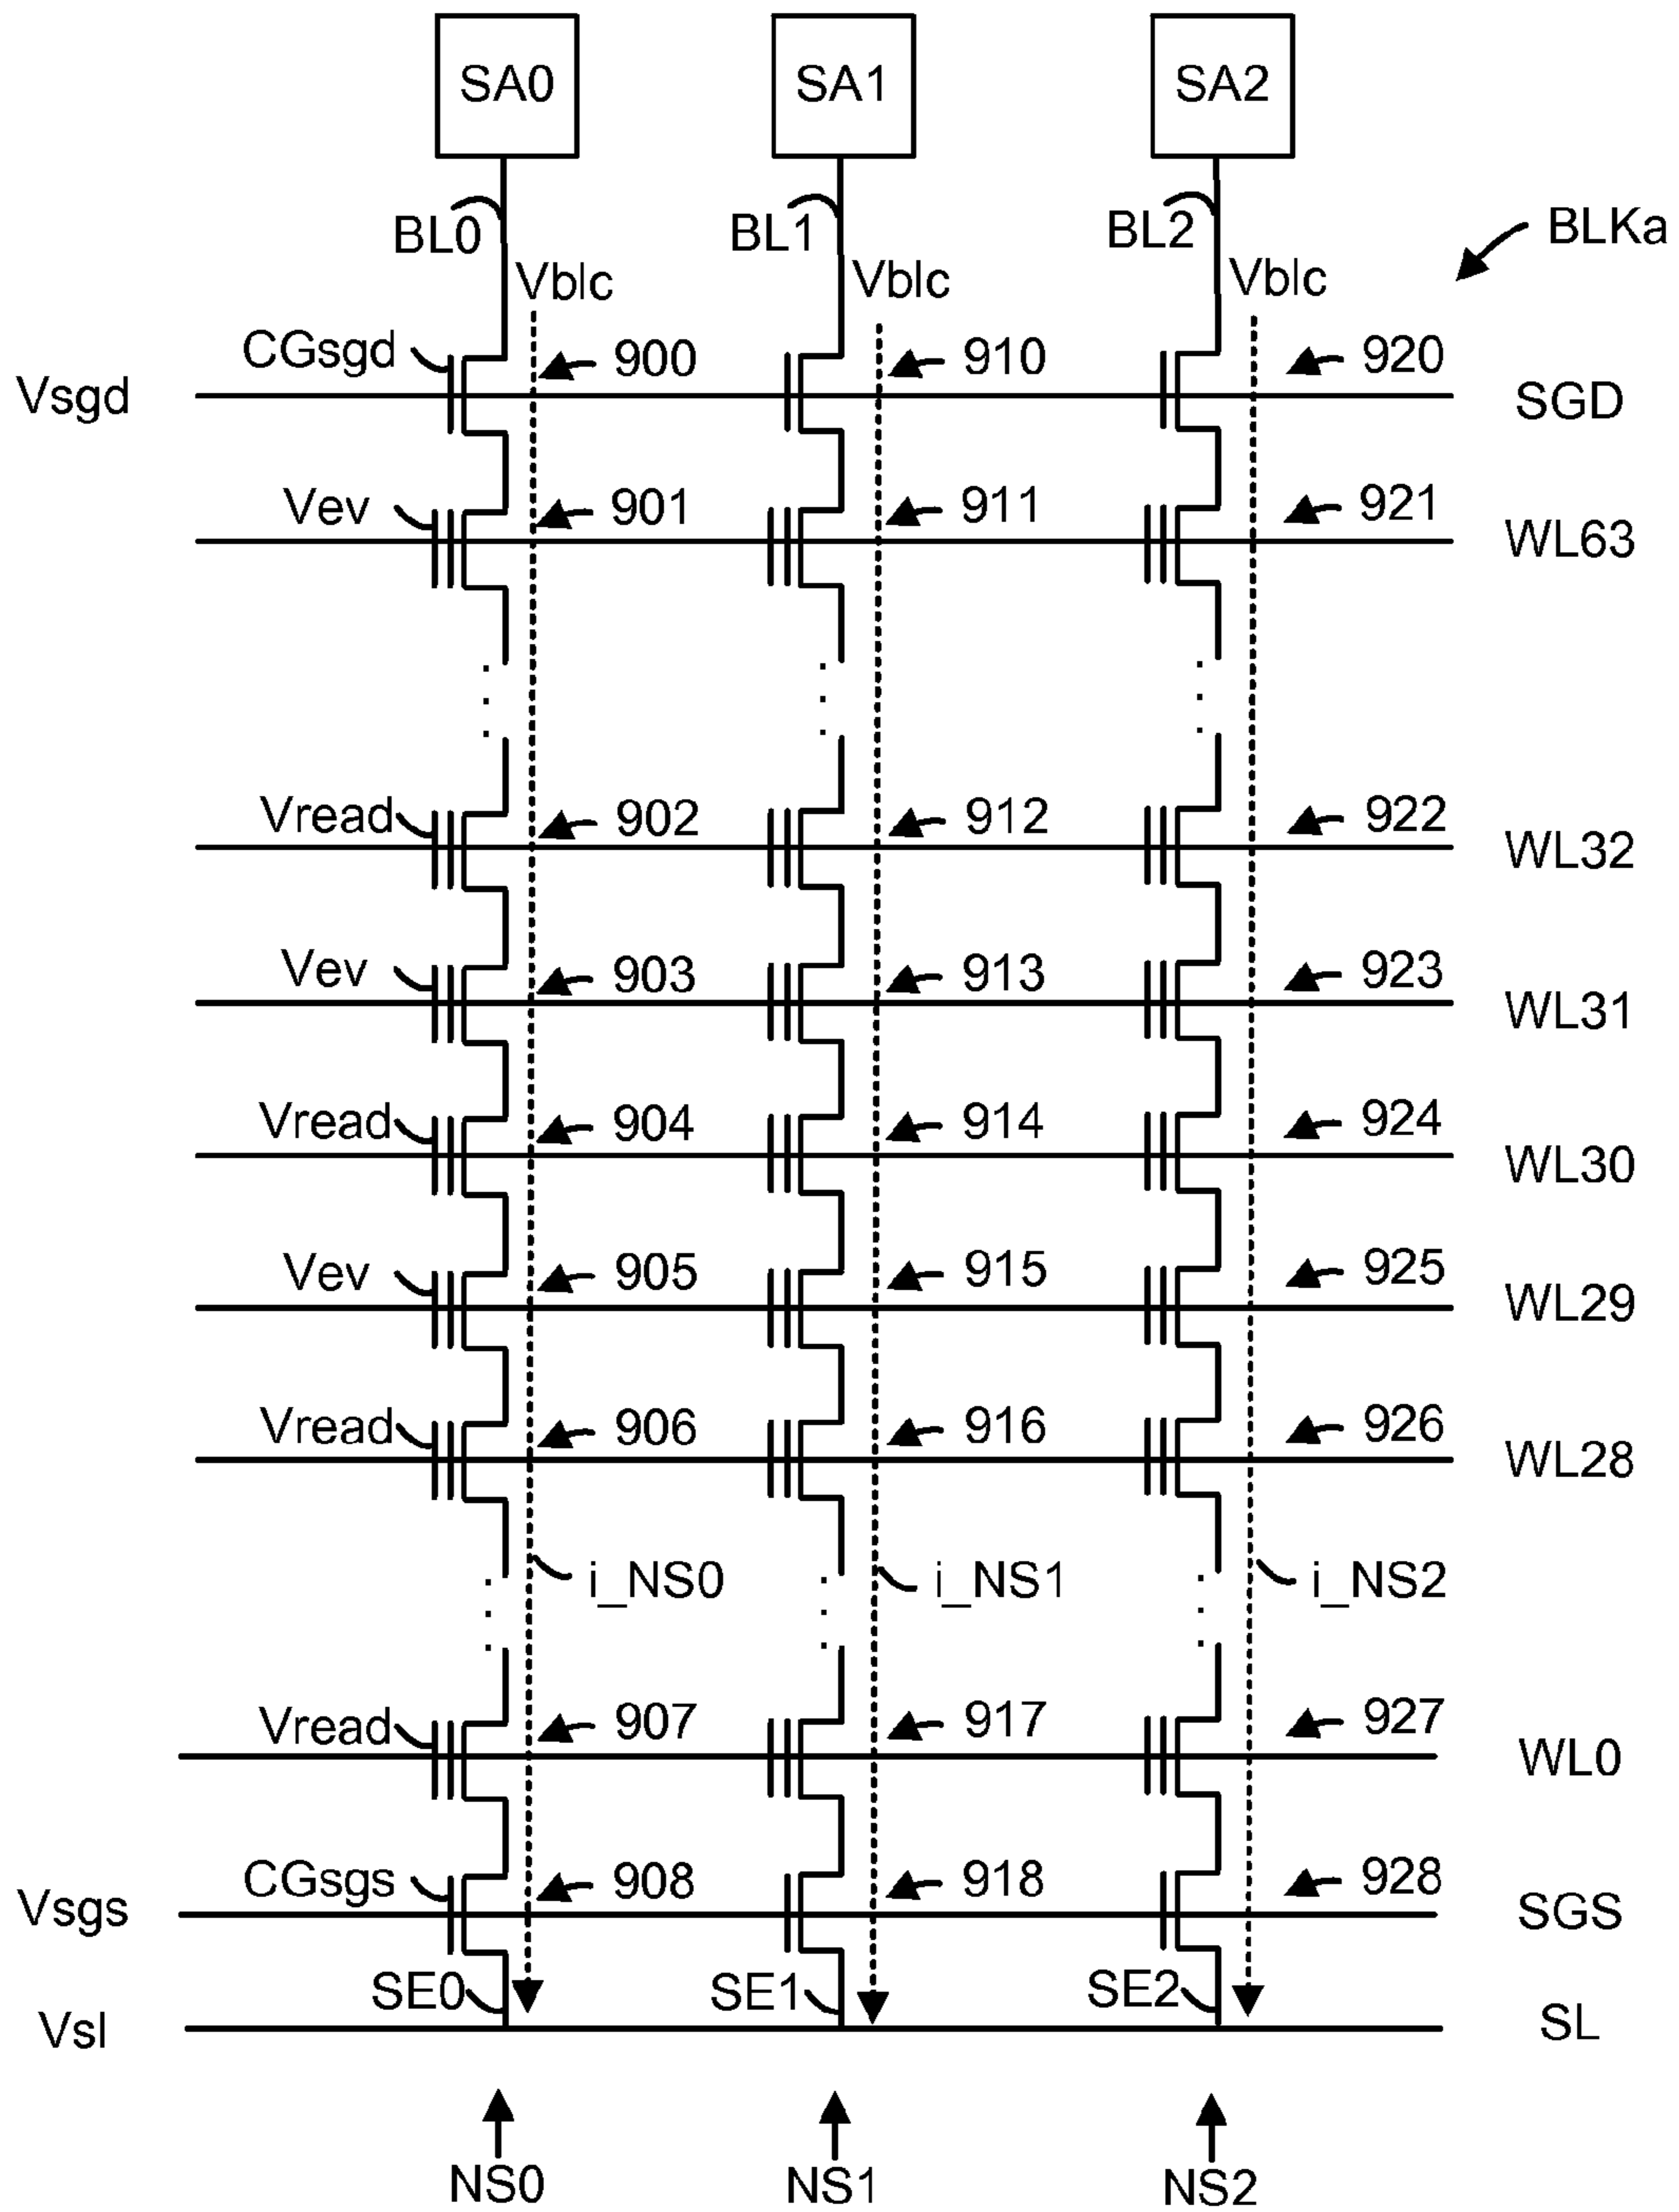 SA0 SA1 SA2
BL0 BL1 BL2 BLKa
Vblc Vblc Vblc
CGsgd 900 910 920
Vsgd SGD
Vev 901 911 921 WL63
Vread 902 912 922 WL32
Vev 903 913 923 WL31
Vread 904 914 924 WL30
Vev 905 915 925 WL29
Vread 906 916 926 WL28
i_NS0 i_NS1 i_NS2
Vread 907 917 927 WL0
CGsgs 908 918 928
Vsgs SGS
SE0 SE1 SE2
Vsl SL
NS0 NS1 NS2